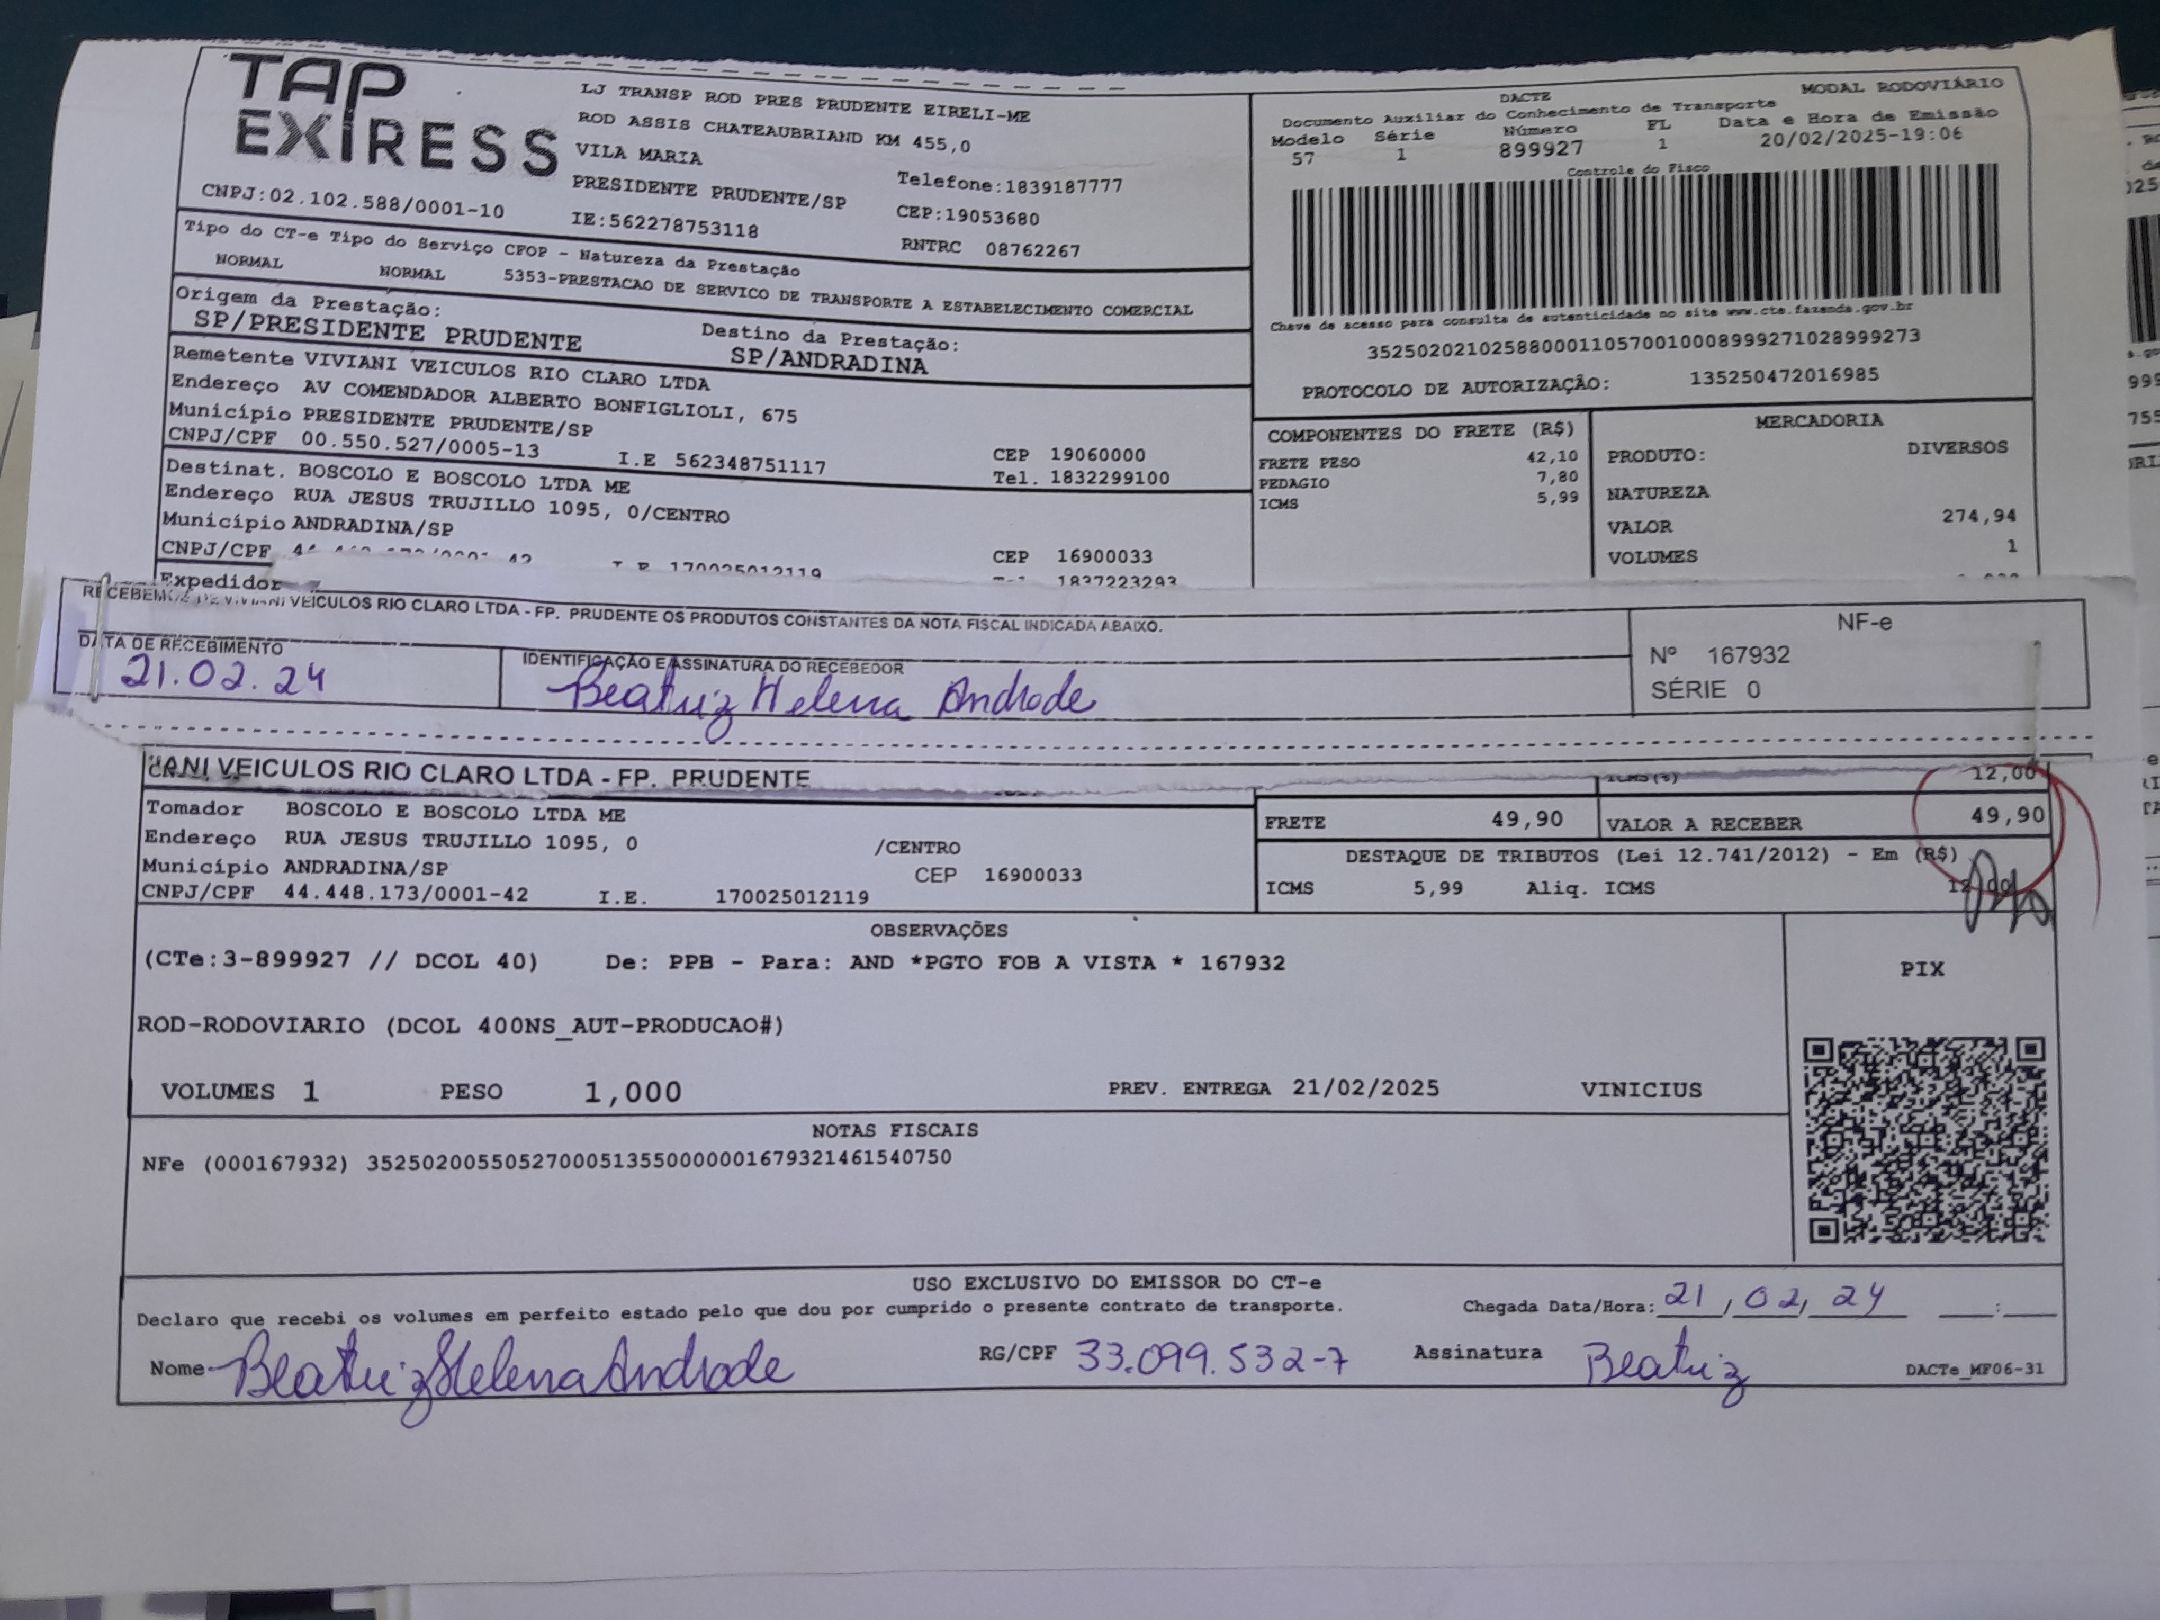 TAP
EXPRESS
CNPJ:02.102.588/0001-10
LJ TRANSP ROD PRES PRUDENTE EIRELI-ME
ROD ASSIS CHATEAUBRIAND KM 455,0
VILA MARIA
PRESIDENTE PRUDENTE/SP
IE:562278753118
Telefone:1839187777
CEP:19053680
RNTRC 08762267
DACTE MODAL RODOVIÁRIO
Documento Auxiliar do Conhecimento de Transporte
Modelo Série Número FL Data e Hora de Emissão
57 1 899927 1 20/02/2025-19:06
Controle do Fisco
Chave de acesso para consulta de autenticidade no site www.cte.fazenda.gov.br
35250202102588000110570010008999271028999273
PROTOCOLO DE AUTORIZAÇÃO: 135250472016985
Tipo do CT-e Tipo do Serviço CFOP - Natureza da Prestação
NORMAL NORMAL 5353-PRESTACAO DE SERVICO DE TRANSPORTE A ESTABELECIMENTO COMERCIAL
Origem da Prestação: Destino da Prestação:
SP/PRESIDENTE PRUDENTE SP/ANDRADINA
Remetente VIVIANI VEICULOS RIO CLARO LTDA
Endereço AV COMENDADOR ALBERTO BONFIGLIOLI, 675
Município PRESIDENTE PRUDENTE/SP CEP 19060000
CNPJ/CPF 00.550.527/0005-13 I.E 562348751117 Tel. 1832299100
Destinat. BOSCOLO E BOSCOLO LTDA ME
Endereço RUA JESUS TRUJILLO 1095, 0/CENTRO
Município ANDRADINA/SP CEP 16900033
CNPJ/CPF 170025012119 1837223293
Expedidor
COMPONENTES DO FRETE (R$)
FRETE PESO 42,10
PEDAGIO 7,80
ICMS 5,99
MERCADORIA
PRODUTO: DIVERSOS
NATUREZA
VALOR 274,94
VOLUMES 1
RECEBEMOS DE VIVIANI VEICULOS RIO CLARO LTDA - FP. PRUDENTE OS PRODUTOS CONSTANTES DA NOTA FISCAL INDICADA ABAIXO.
DATA DE RECEBIMENTO IDENTIFICAÇÃO E ASSINATURA DO RECEBEDOR
21.02.24 Beatriz Helena Andrade
NF-e
Nº 167932
SÉRIE 0
IANI VEICULOS RIO CLARO LTDA - FP. PRUDENTE
12,00
Tomador BOSCOLO E BOSCOLO LTDA ME
Endereço RUA JESUS TRUJILLO 1095, 0 /CENTRO
Município ANDRADINA/SP CEP 16900033
CNPJ/CPF 44.448.173/0001-42 I.E. 170025012119
FRETE 49,90 VALOR A RECEBER 49,90
DESTAQUE DE TRIBUTOS (Lei 12.741/2012) - Em (R$)
ICMS 5,99 Aliq. ICMS 12,00
OBSERVAÇÕES
(CTe:3-899927 // DCOL 40) De: PPB - Para: AND *PGTO FOB A VISTA * 167932
ROD-RODOVIARIO (DCOL 400NS_AUT-PRODUCAO#)
VOLUMES 1 PESO 1,000 PREV. ENTREGA 21/02/2025 VINICIUS
PIX
NOTAS FISCAIS
NFe (000167932) 35250200550527000513550000001679321461540750
USO EXCLUSIVO DO EMISSOR DO CT-e
Declaro que recebi os volumes em perfeito estado pelo que dou por cumprido o presente contrato de transporte. Chegada Data/Hora: 21/02/24 __:__
Nome Beatriz Helena Andrade RG/CPF 33.099.532-7 Assinatura Beatriz DACTe_MF06-31